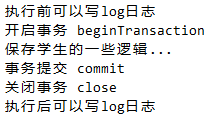 执行前可以写log日志
开启事务 beginTransaction
保存学生的一些逻辑...
事务提交 commit
关闭事务 close
执行后可以写log日志